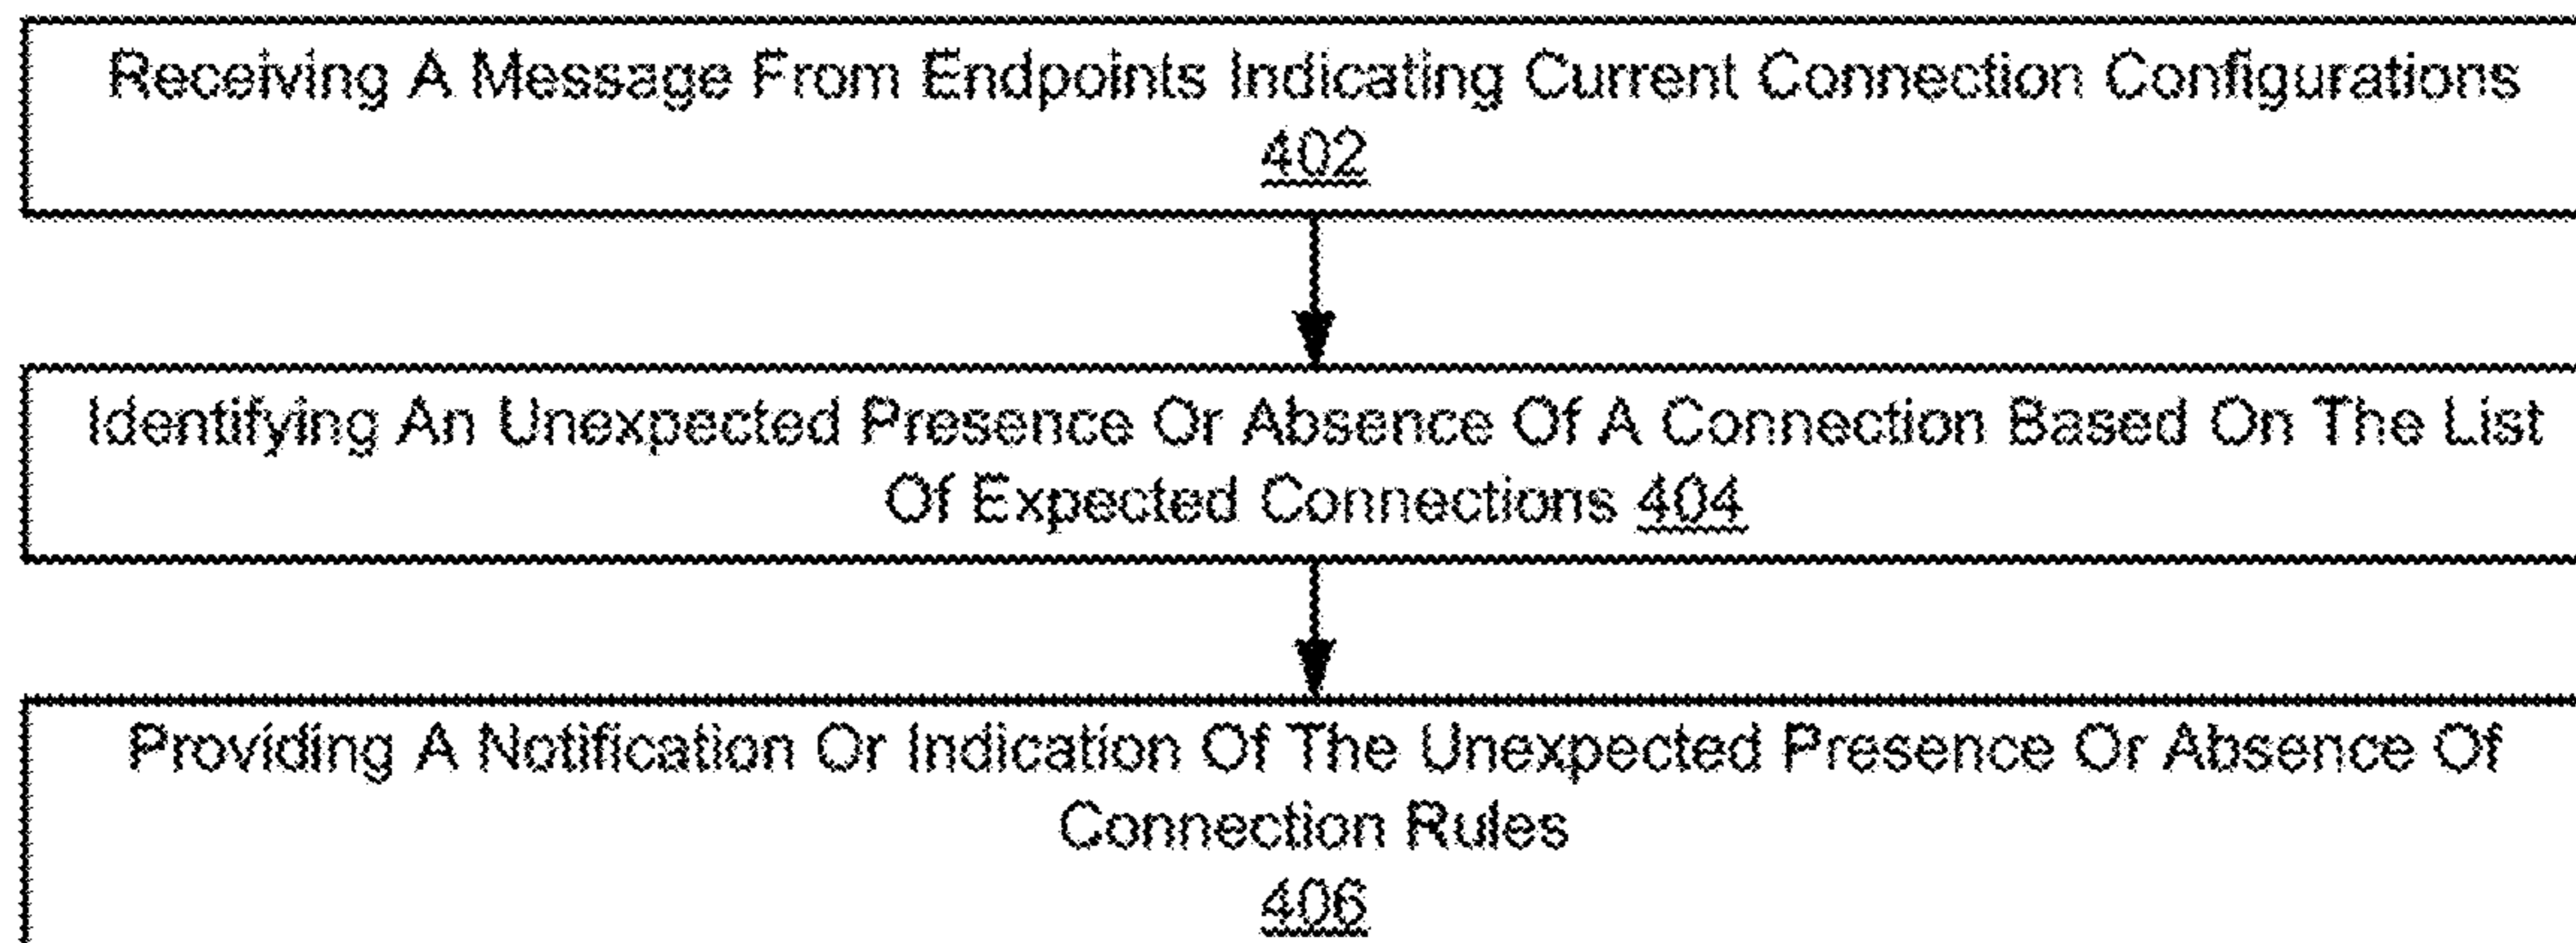 Receiving A Message From Endpoints Indicating Current Connection Configurations
402
Identifying An Unexpected Presence Or Absence Of A Connection Based On The List
Of Expected Connections 404
Providing A Notification Or Indication Of The Unexpected Presence Or Absence Of
Connection Rules
406